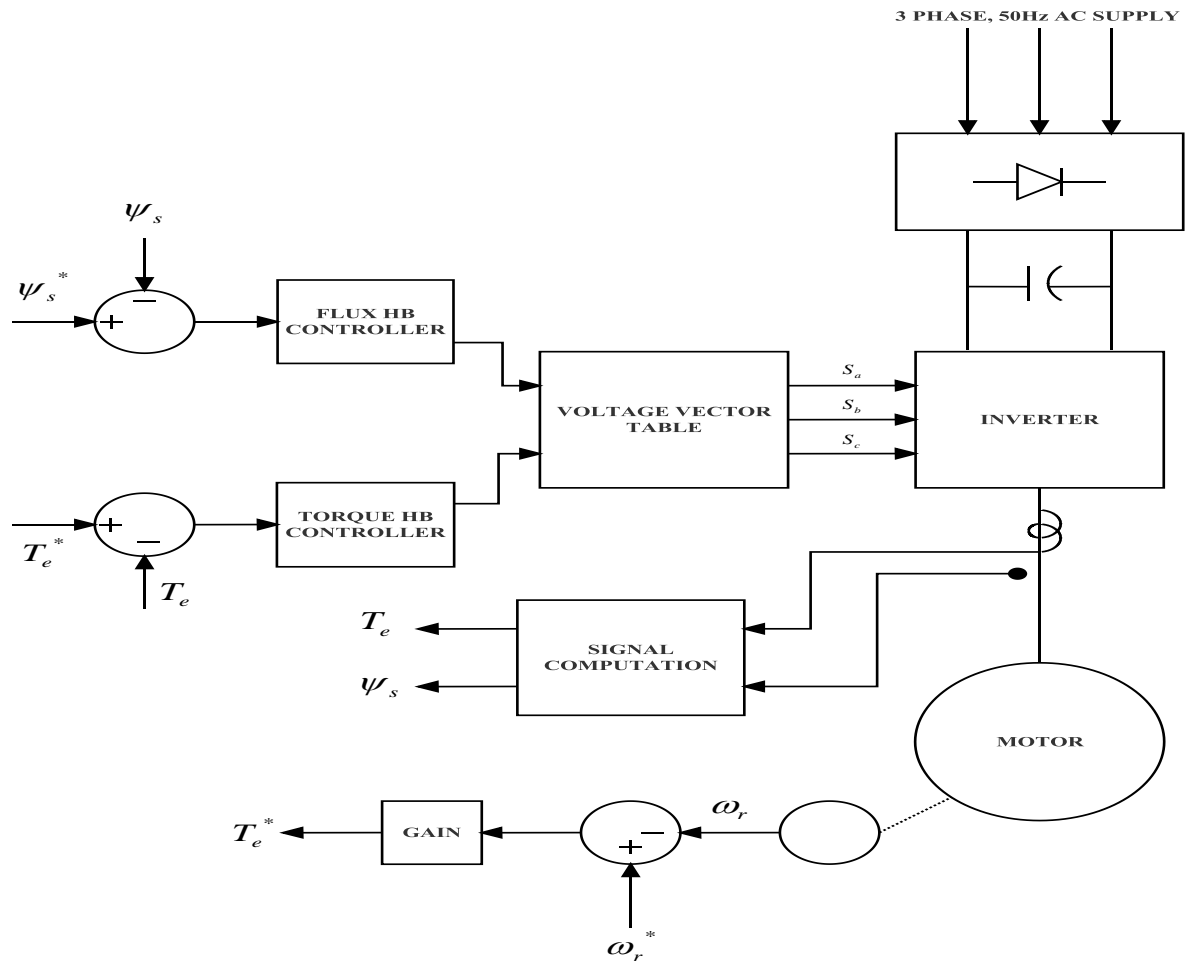 3 PHASE, 50Hz AC SUPPLY
ψs
ψs*
+
−
FLUX HB
CONTROLLER
VOLTAGE VECTOR
TABLE
Sa
Sb
Sc
INVERTER
+
−
Te*
Te
TORQUE HB
CONTROLLER
Te
ψs
SIGNAL
COMPUTATION
MOTOR
Te*
GAIN
−
+
ωr
ωr*